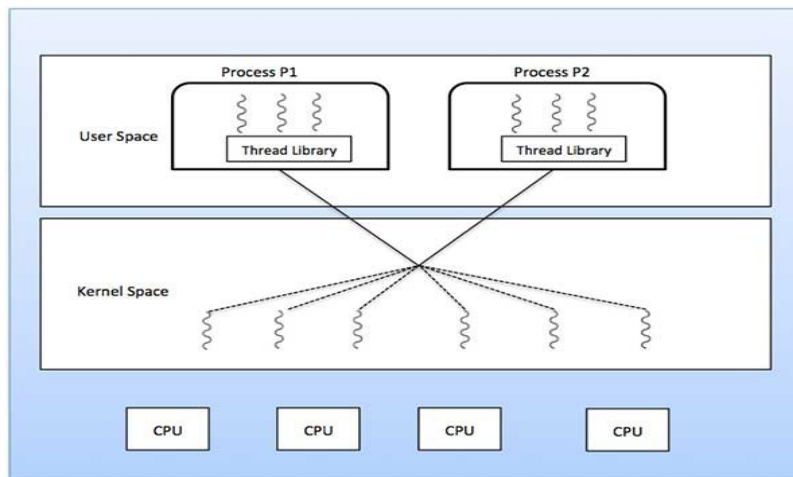 Process P1
Process P2
User Space
Thread Library
Thread Library
Kernel Space
CPU
CPU
CPU
CPU